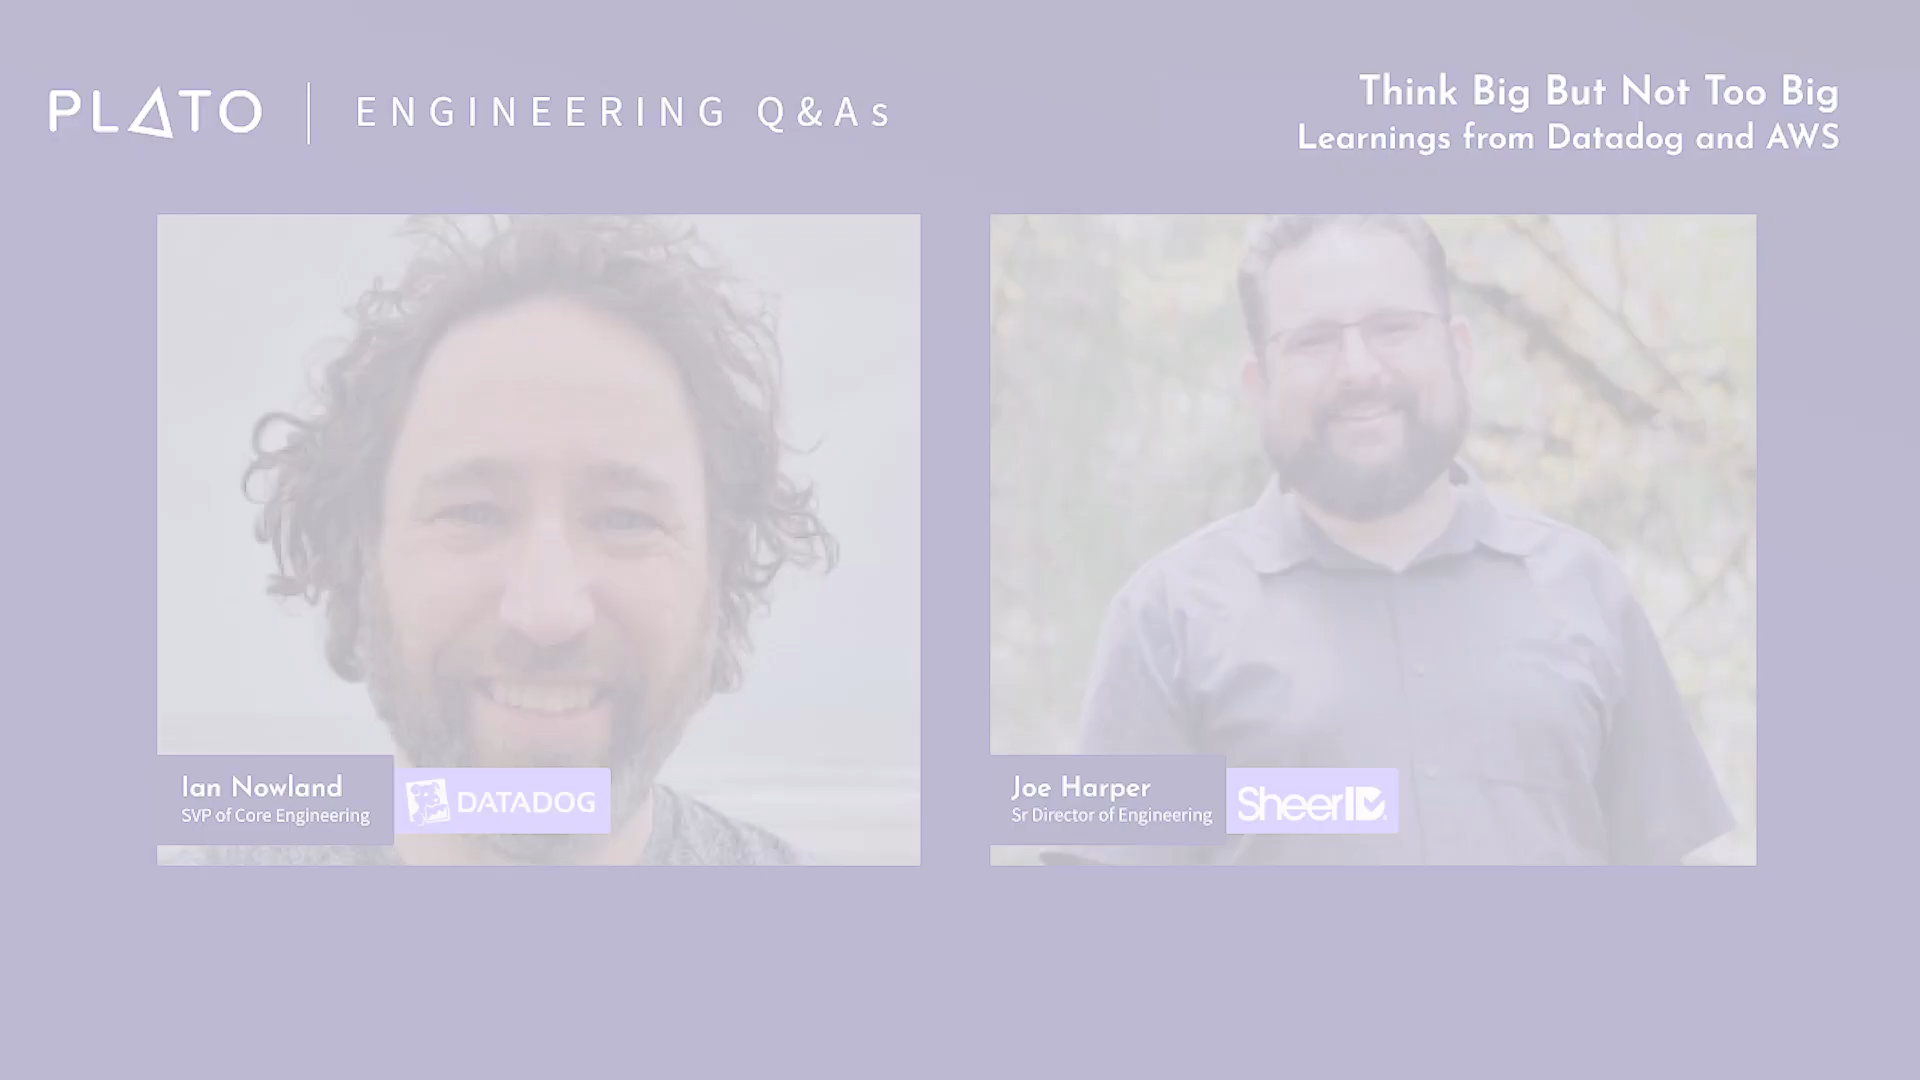 PLATO
ENGINEERING Q&As
Think Big But Not Too Big
Learnings from Datadog and AWS
Ian Nowland
SVP of Core Engineering
DATADOG
Joe Harper
Sr Director of Engineering
SheerID